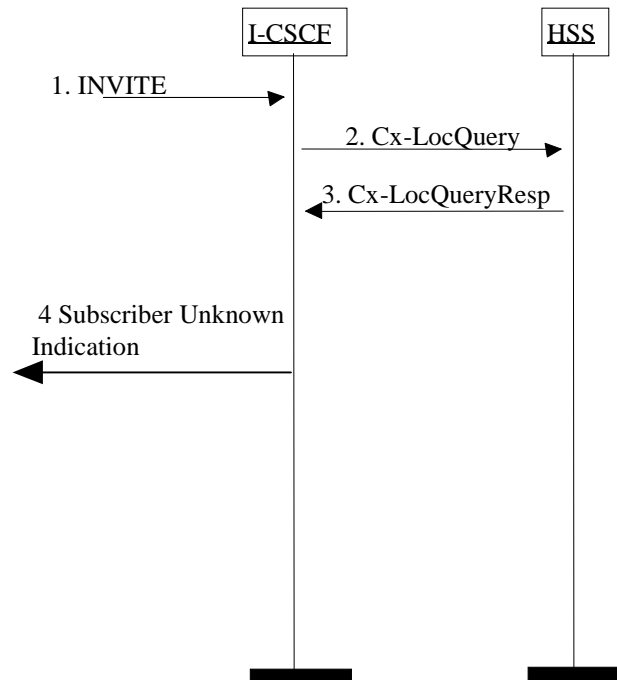 I-CSCF
HSS
1. INVITE
2. Cx-LocQuery
3. Cx-LocQueryResp
4 Subscriber Unknown
Indication